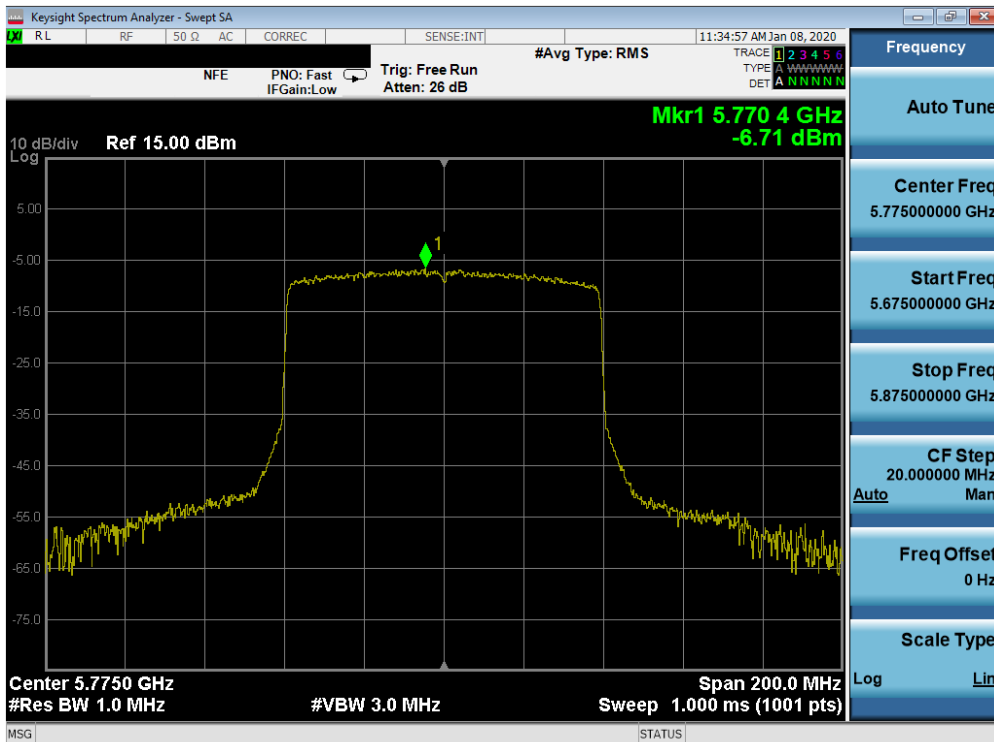 Keysight Spectrum Analyzer - Swept SA
LXI RL RF 50 Ω AC CORREC SENSE:INT 11:34:57 AM Jan 08, 2020
NFE PNO: Fast Trig: Free Run #Avg Type: RMS TRACE 1 2 3 4 5 6
IFGain:Low Atten: 26 dB TYPE A WWWWW
DET A N N N N N
Mkr1 5.770 4 GHz
-6.71 dBm
10 dB/div Ref 15.00 dBm
Log
5.00
-5.00
-15.0
-25.0
-35.0
-45.0
-55.0
-65.0
-75.0
1
Center 5.7750 GHz Span 200.0 MHz
#Res BW 1.0 MHz #VBW 3.0 MHz Sweep 1.000 ms (1001 pts)
MSG STATUS
Frequency
Auto Tune
Center Freq
5.775000000 GHz
Start Freq
5.675000000 GHz
Stop Freq
5.875000000 GHz
CF Step
20.000000 MHz
Auto Man
Freq Offset
0 Hz
Scale Type
Log Lin